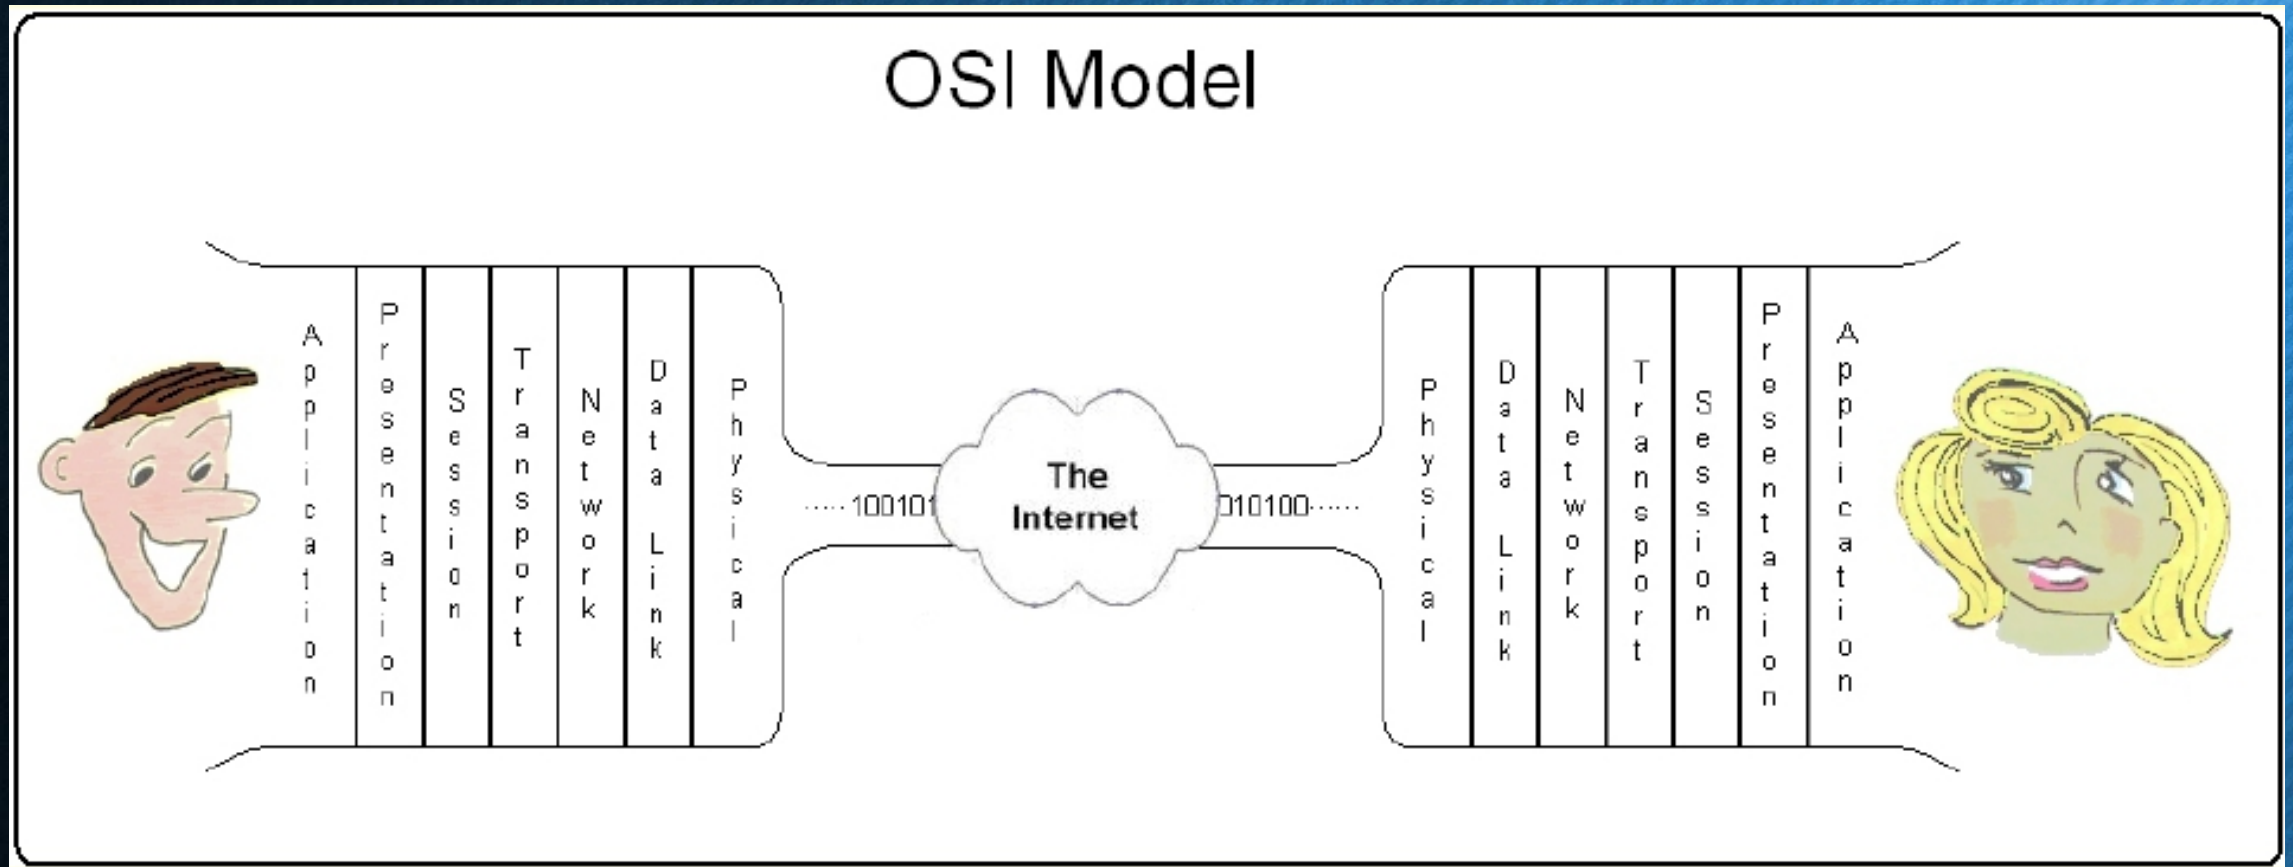 OSI Model
Application
Presentation
Session
Transport
Network
Data Link
Physical
.....100101
The
Internet
010100......
Physical
Data Link
Network
Transport
Session
Presentation
Application